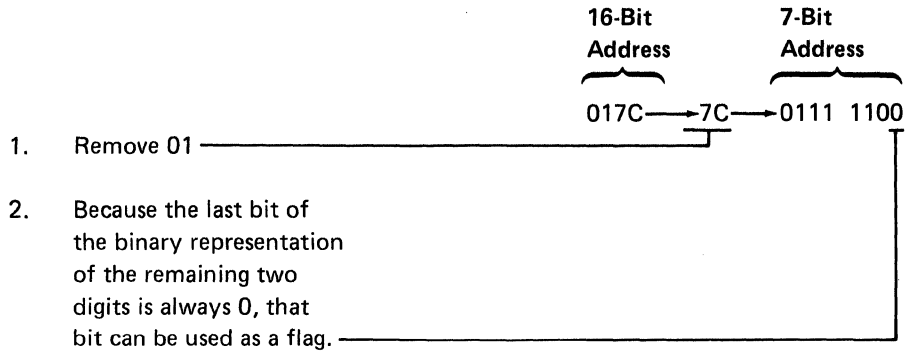 16-Bit 7-Bit
Address Address
017C → 7C → 0111 1100
1. Remove 01
2. Because the last bit of
the binary representation
of the remaining two
digits is always 0, that
bit can be used as a flag.